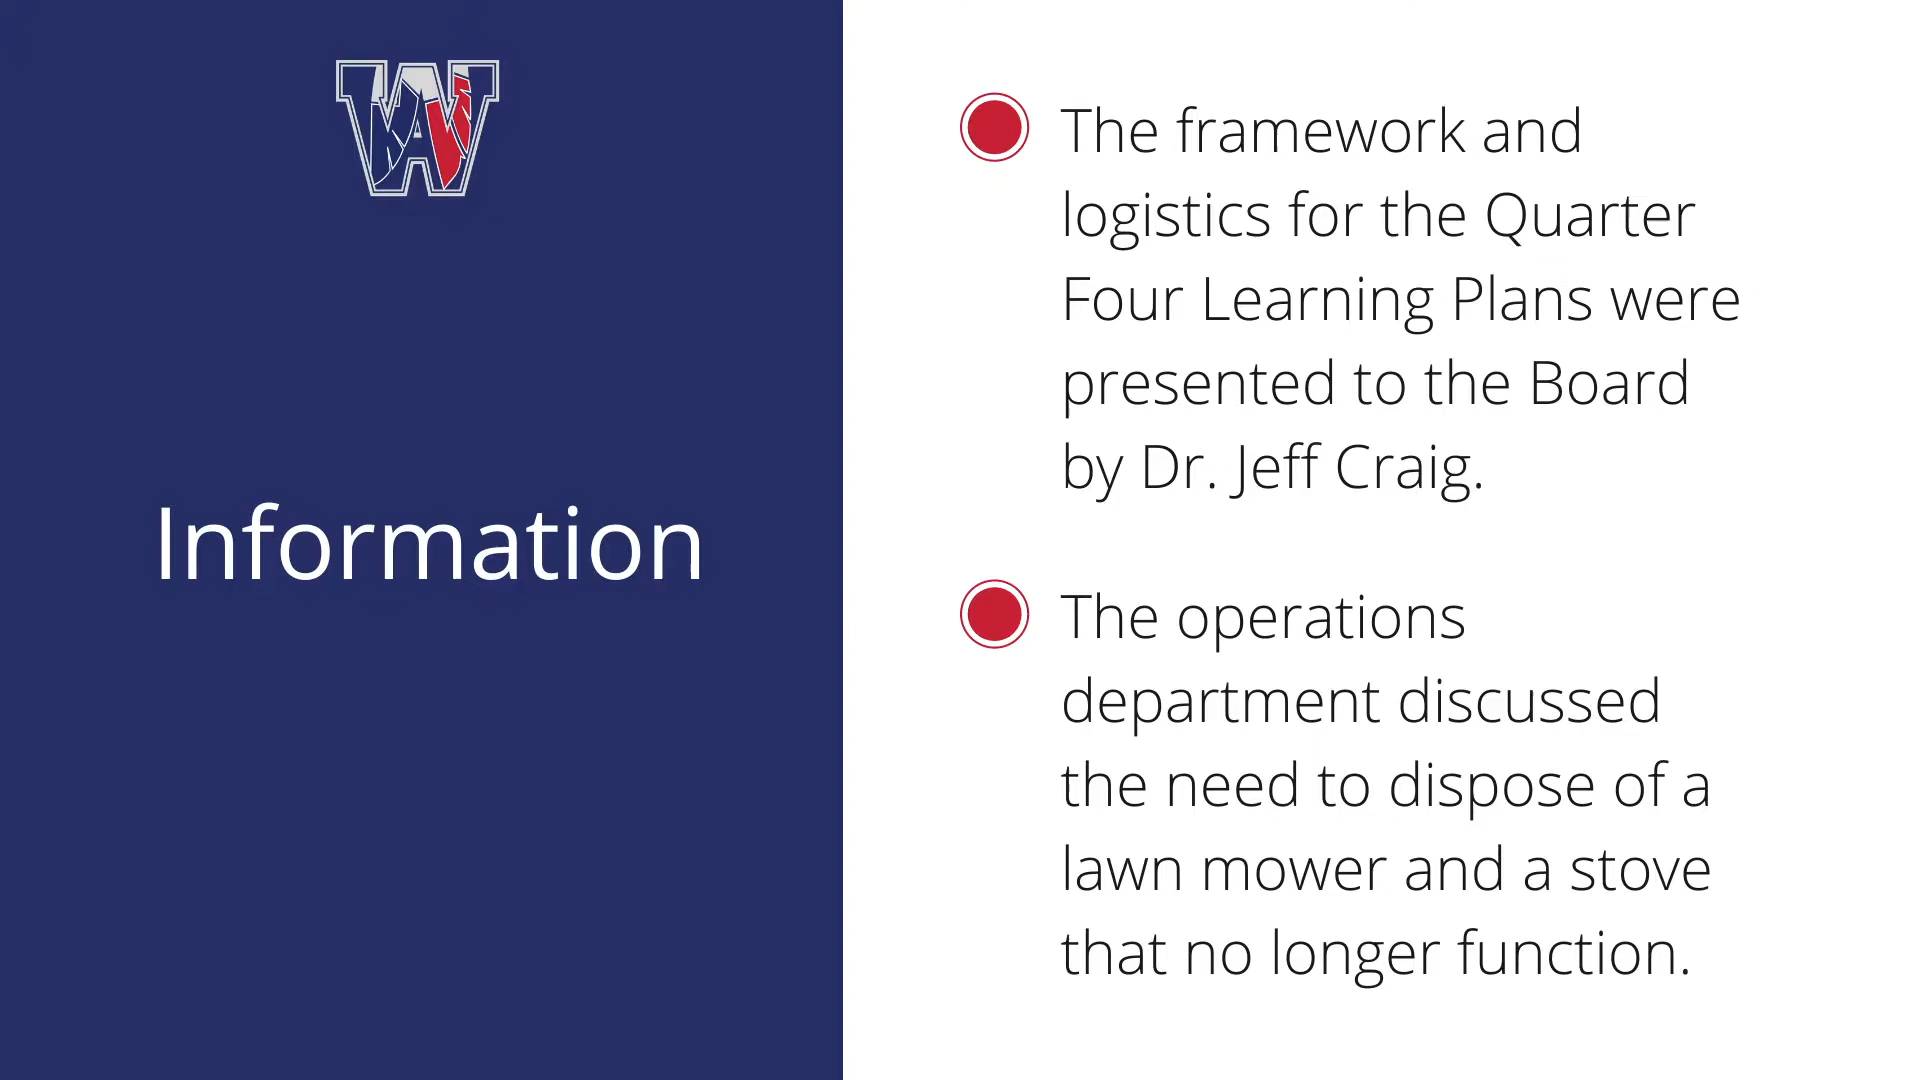 Information
The framework and
logistics for the Quarter
Four Learning Plans were
presented to the Board
by Dr. Jeff Craig.
The operations
department discussed
the need to dispose of a
lawn mower and a stove
that no longer function.